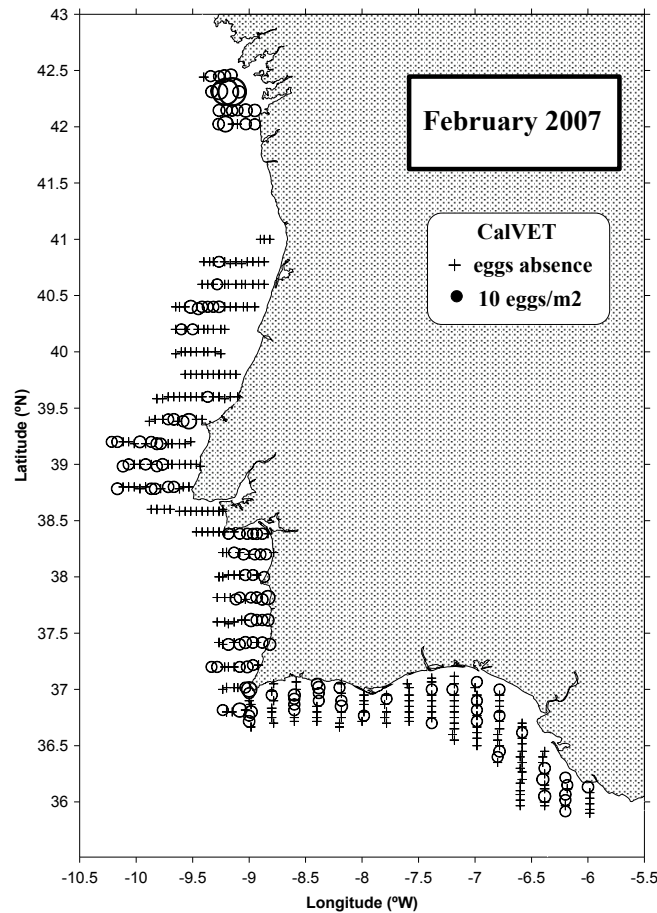 43
42.5
42
41.5
41
40.5
40
39.5
39
38.5
38
37.5
37
36.5
36
Latitude (ºN)
February 2007
CalVET
+ eggs absence
● 10 eggs/m2
-10.5 -10 -9.5 -9 -8.5 -8 -7.5 -7 -6.5 -6 -5.5
Longitude (ºW)